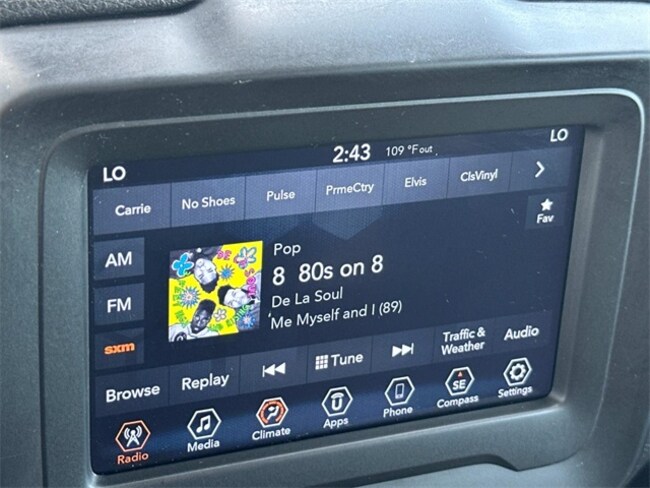 LO 2:43 109 °F out LO
Carrie No Shoes Pulse PrmeCtry Elvis ClsVinyl
AM Fav
FM
sxm
Pop
8 80s on 8
De La Soul
Me Myself and I (89)
Browse Replay Tune Traffic & Weather Audio
Radio Media Climate Apps Phone SE Compass Settings